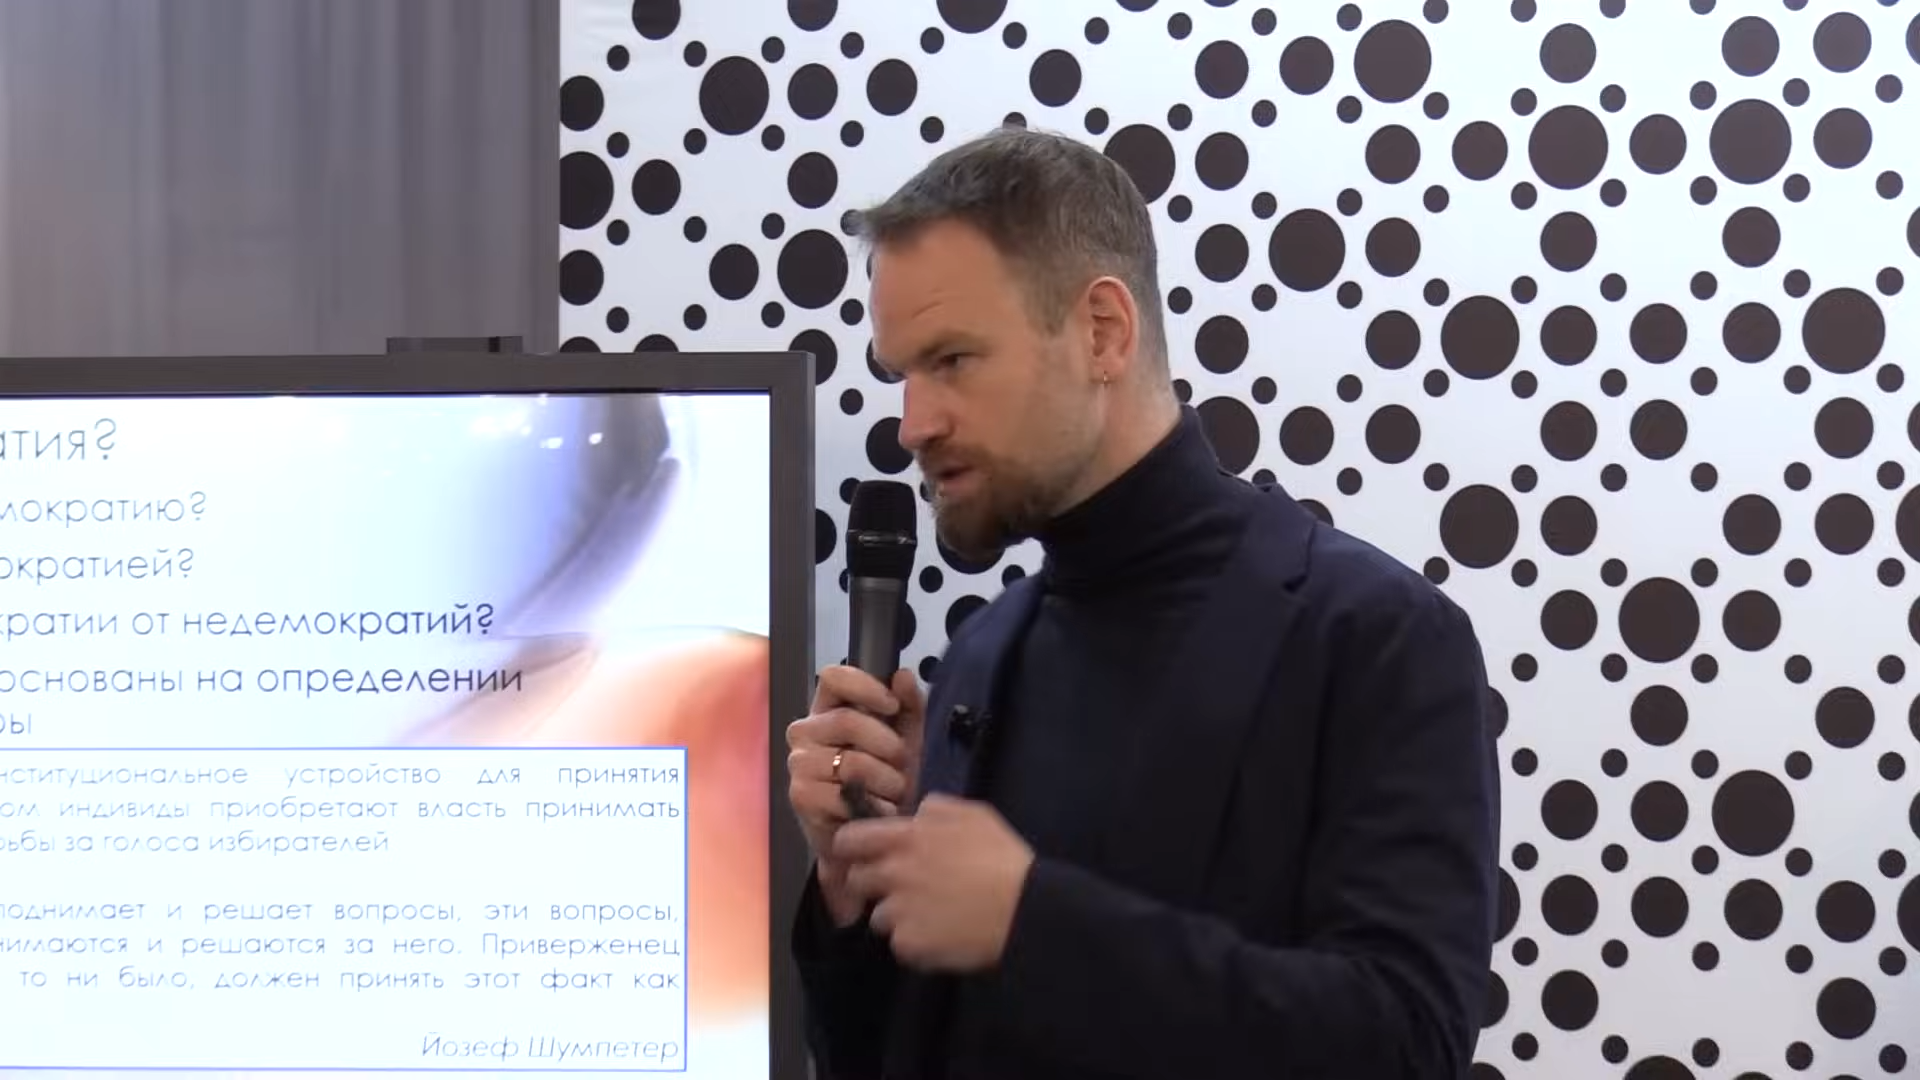 атия?
мократию?
ократией?
кратии от недемократий?
основаны на определении
ры
нституциональное устройство для принятия
ом индивиды приобретают власть принимать
рьбы за голоса избирателей
поднимает и решает вопросы, эти вопросы,
нимаются и решаются за него. Приверженец
то ни было, должен принять этот факт как
Йозеф Шумпетер